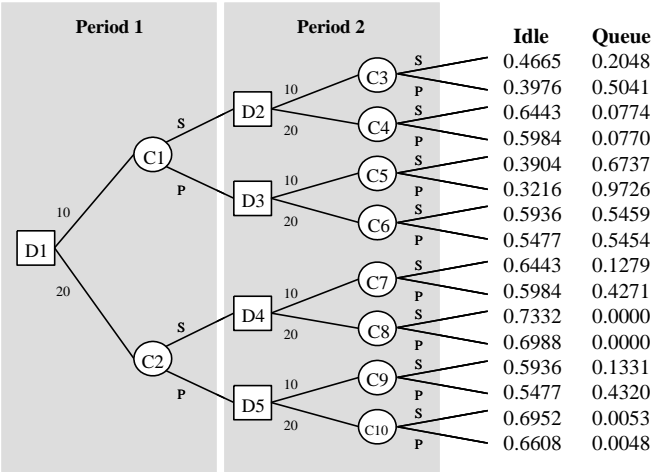 Period 1
Period 2
Idle Queue
S 0.4665 0.2048
C3
10 P 0.3976 0.5041
D2
S 0.6443 0.0774
S 20 C4
P 0.5984 0.0770
C1
S 0.3904 0.6737
P 10 C5
P 0.3216 0.9726
D3
10 S 0.5936 0.5459
20 C6
P 0.5477 0.5454
D1
S 0.6443 0.1279
C7
20 10 P 0.5984 0.4271
D4
S 0.7332 0.0000
S 20 C8
P 0.6988 0.0000
C2
S 0.5936 0.1331
10 C9
P P 0.5477 0.4320
D5
S 0.6952 0.0053
20 C10
P 0.6608 0.0048